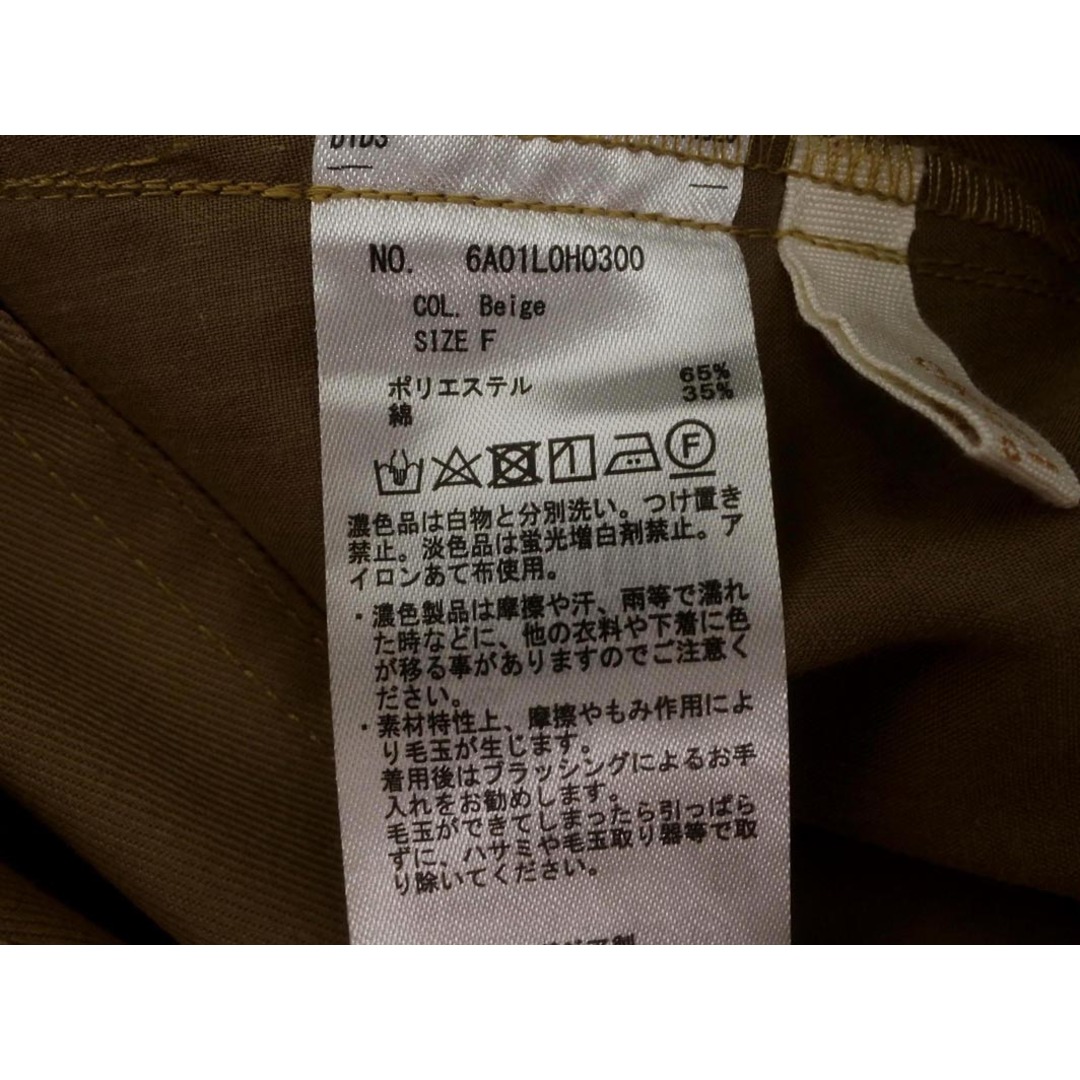 NO. 6A01L0H0300
COL. Beige
SIZE F
ポリエステル 65%
綿 35%
F
濃色品は白物と分別洗い。つけ置き
禁止。淡色品は蛍光増白剤禁止。ア
イロンあて布使用。
・濃色製品は摩擦や汗、雨等で濡れ
た時などに、他の衣料や下着に色
が移る事がありますのでご注意く
ださい。
・素材特性上、摩擦やもみ作用によ
り毛玉が生じます。
着用後はブラッシングによるお手
入れをお勧めします。
毛玉ができてしまったら引っぱら
ずに、ハサミや毛玉取り器等で取
り除いてください。